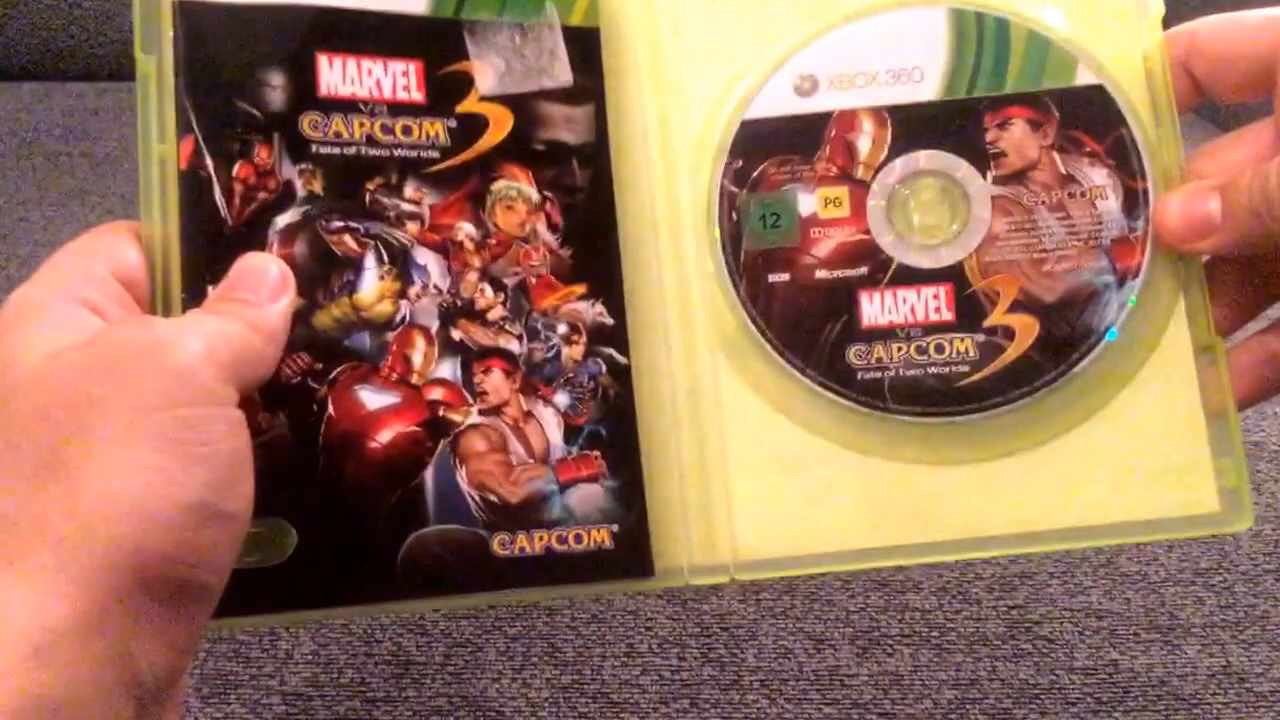 MARVEL
VS
CAPCOM® 3
Fate of Two Worlds
CAPCOM®
XBOX 360
CAPCOM
12
PG
Microsoft
MARVEL
VS
CAPCOM 3
Fate of Two Worlds